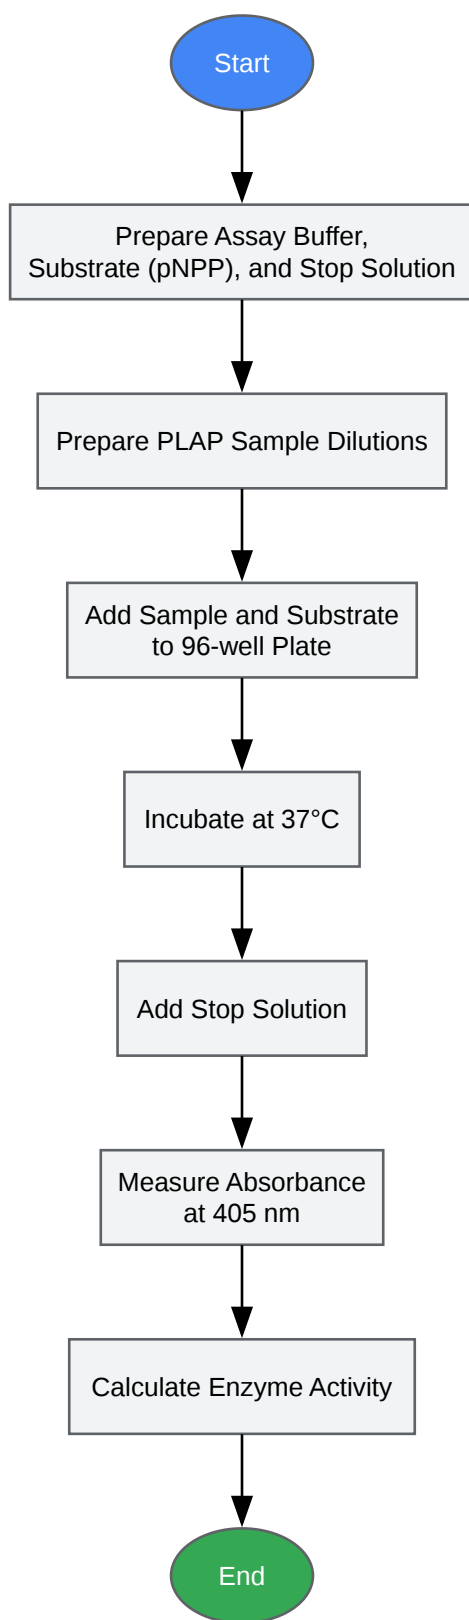 Start
Prepare Assay Buffer,
Substrate (pNPP), and Stop Solution
Prepare PLAP Sample Dilutions
Add Sample and Substrate
to 96-well Plate
Incubate at 37°C
Add Stop Solution
Measure Absorbance
at 405 nm
Calculate Enzyme Activity
End